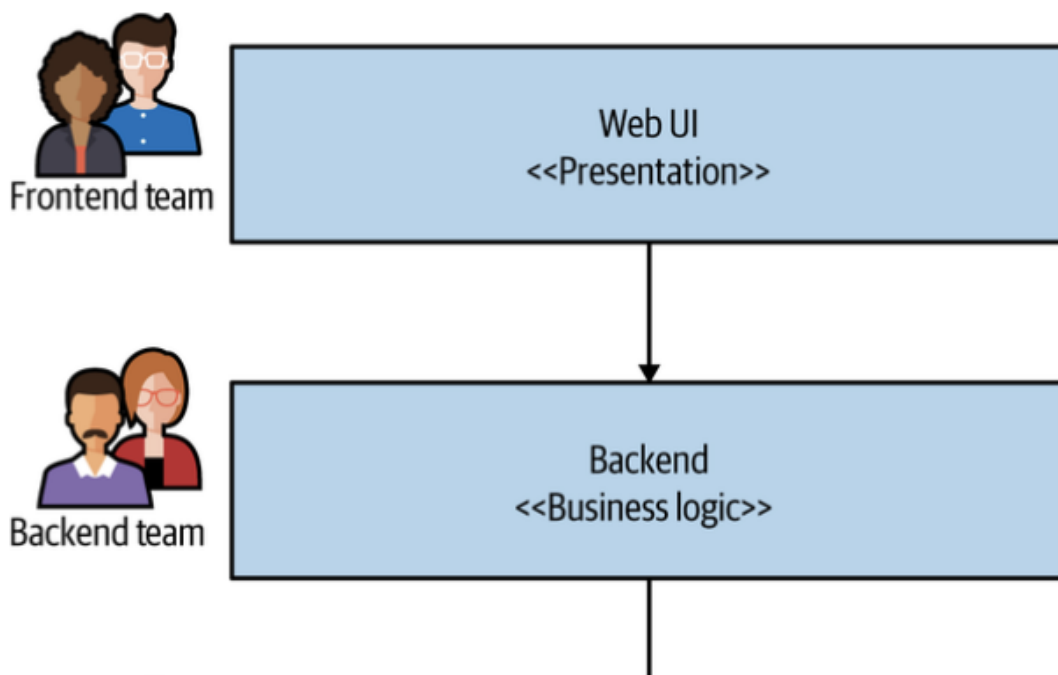 Web UI
<<Presentation>>
Frontend team
Backend
<<Business logic>>
Backend team